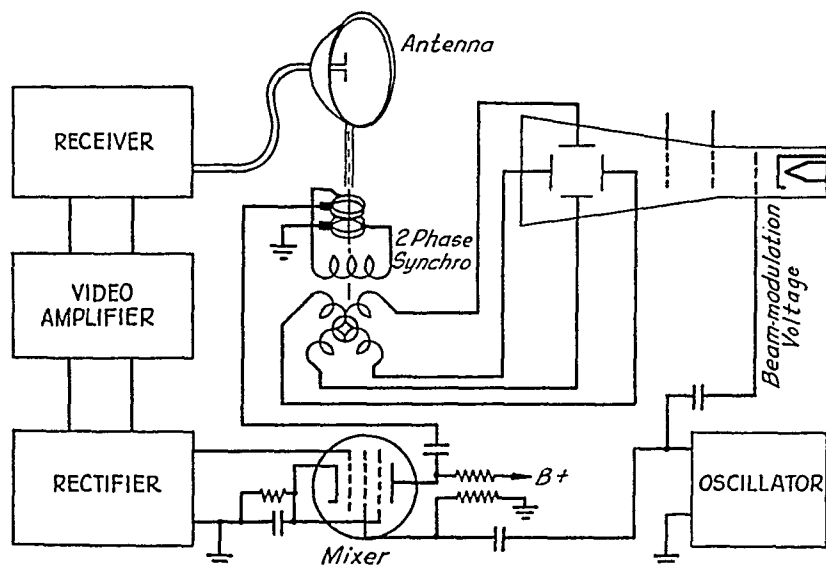 Antenna
RECEIVER
2 Phase
Synchro
VIDEO
AMPLIFIER
Beam-modulation
Voltage
RECTIFIER
B+
OSCILLATOR
Mixer